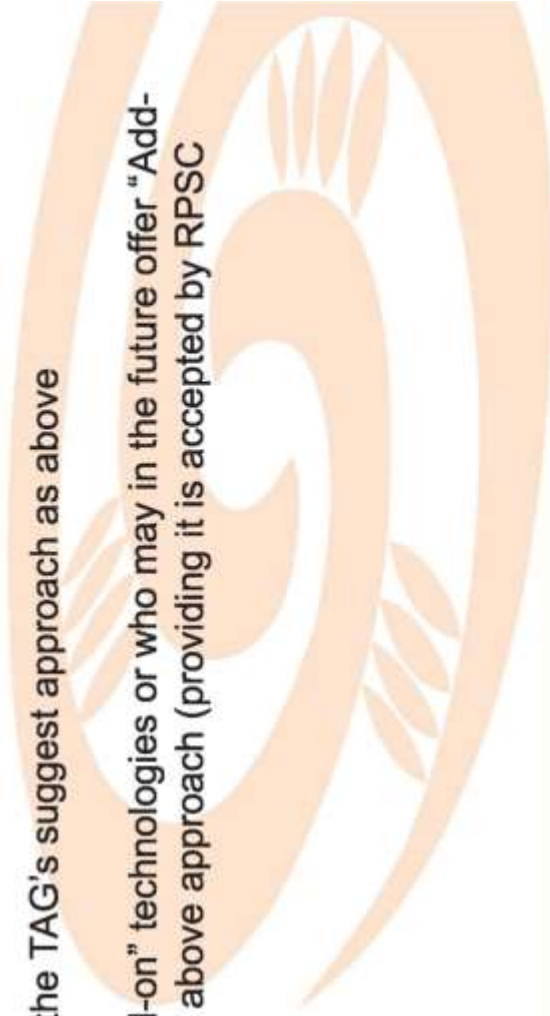 the TAG's suggest approach as above
-on” technologies or who may in the future offer “Add-
above approach (providing it is accepted by RPSC